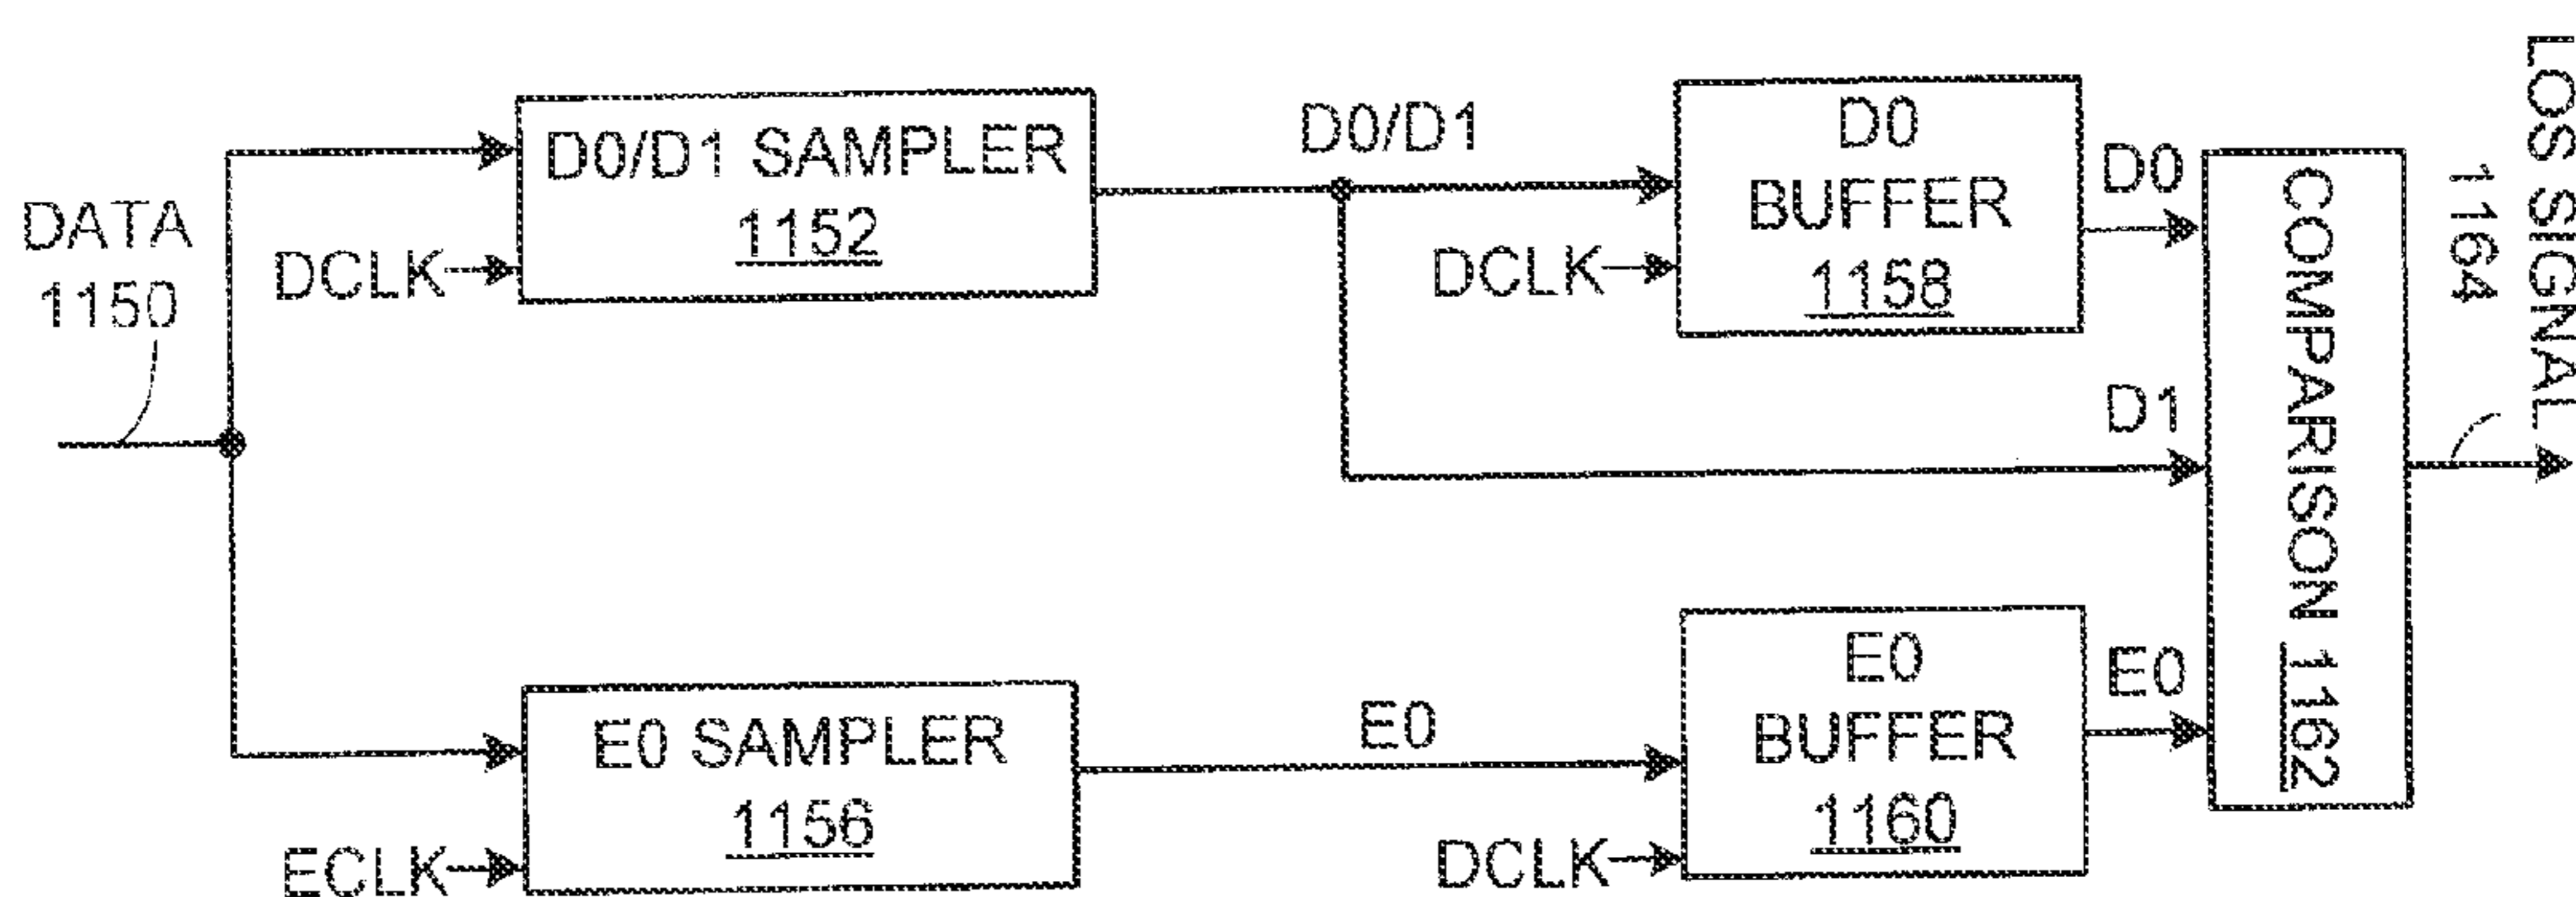 DATA
1150
D0/D1 SAMPLER
1152
DCLK
D0/D1
D0
BUFFER
1158
DCLK
D0
D1
E0 SAMPLER
1156
ECLK
E0
E0
BUFFER
1160
DCLK
E0
COMPARISON 1162
LOS SIGNAL
1164